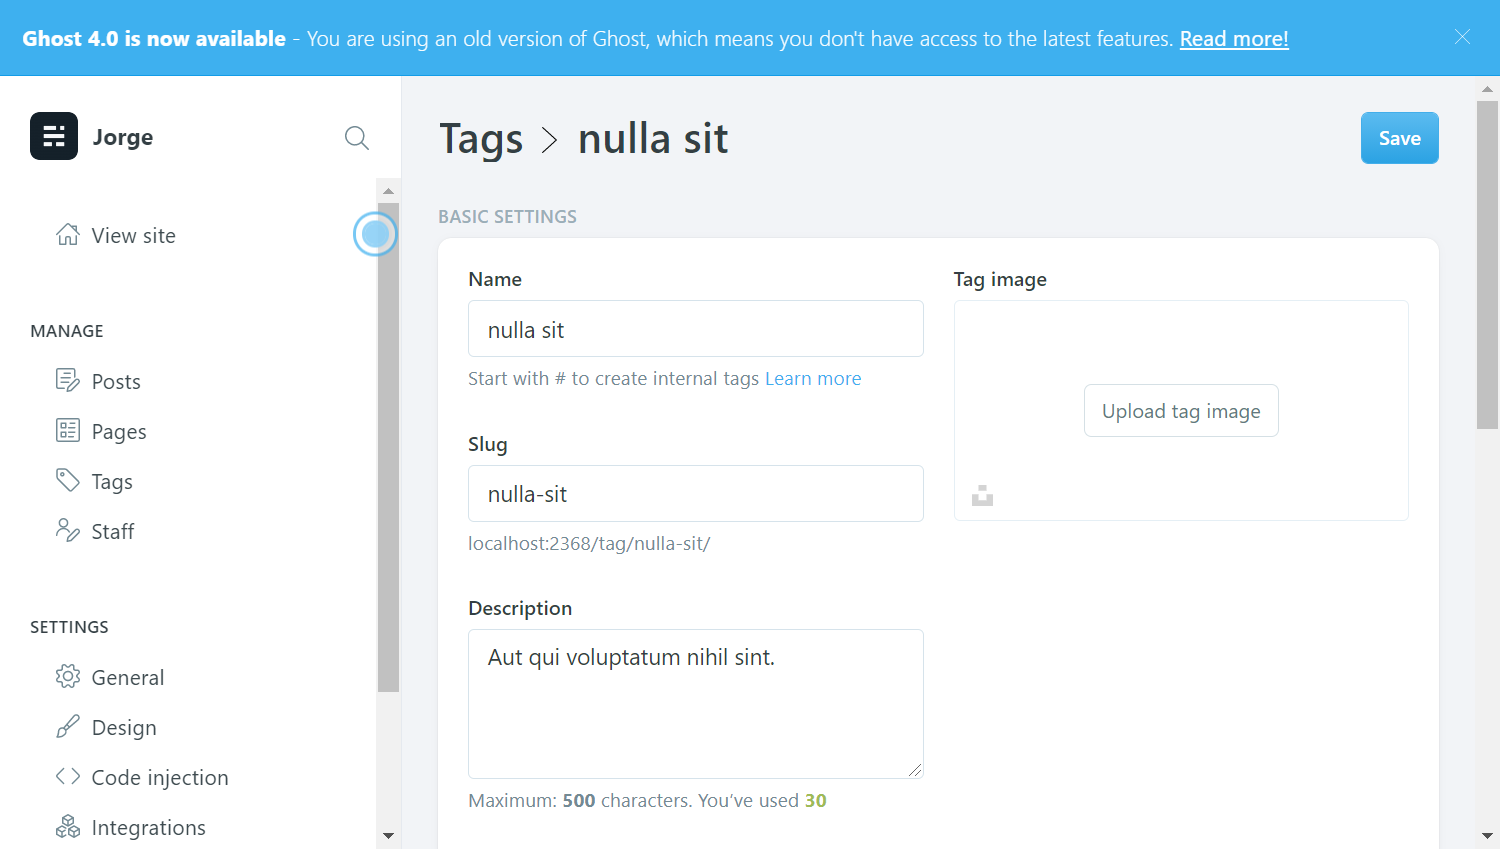 Ghost 4.0 is now available - You are using an old version of Ghost, which means you don't have access to the latest features. Read more!
Jorge
View site
MANAGE
Posts
Pages
Tags
Staff
SETTINGS
General
Design
Code injection
Integrations
Tags > nulla sit
Save
BASIC SETTINGS
Name
nulla sit
Start with # to create internal tags Learn more
Slug
nulla-sit
localhost:2368/tag/nulla-sit/
Description
Aut qui voluptatum nihil sint.
Maximum: 500 characters. You’ve used 30
Tag image
Upload tag image